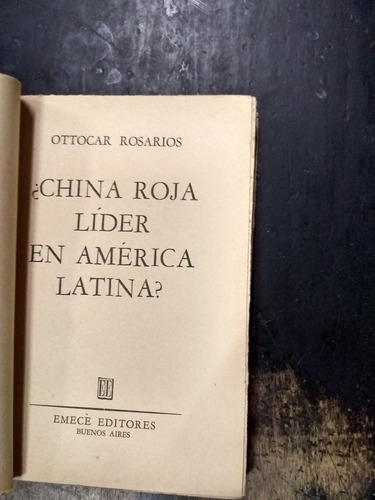 OTTOCAR ROSARIOS
¿CHINA ROJA
LÍDER
EN AMÉRICA
LATINA?
EE
EMECÉ EDITORES
BUENOS AIRES